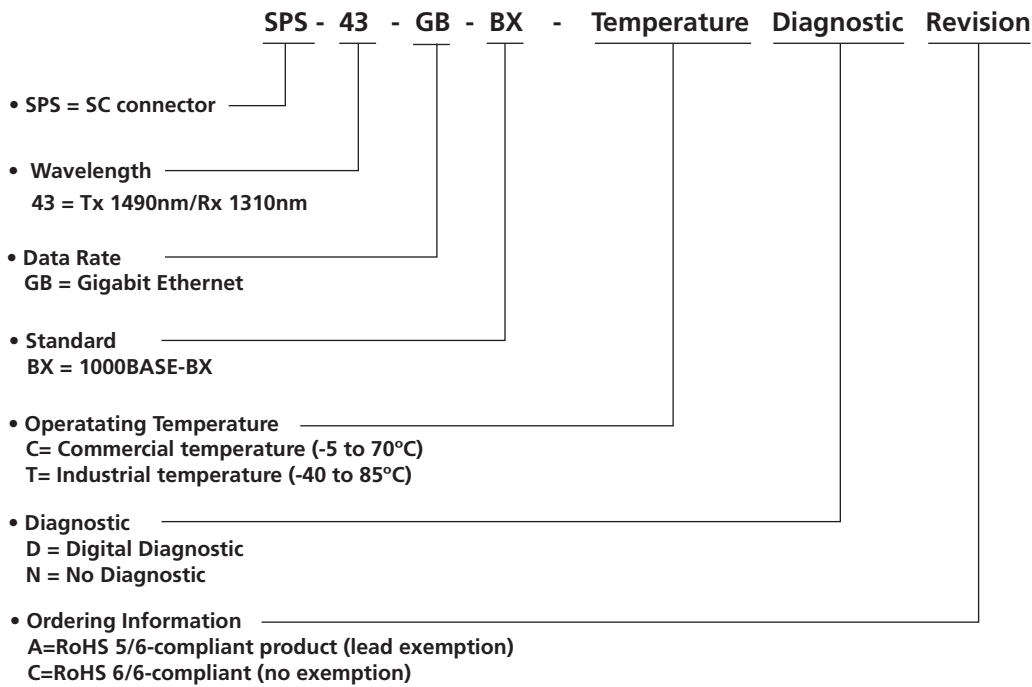 SPS - 43 - GB - BX - Temperature Diagnostic Revision
• SPS = SC connector
• Wavelength
43 = Tx 1490nm/Rx 1310nm
• Data Rate
GB = Gigabit Ethernet
• Standard
BX = 1000BASE-BX
• Operatating Temperature
C= Commercial temperature (-5 to 70ºC)
T= Industrial temperature (-40 to 85ºC)
• Diagnostic
D = Digital Diagnostic
N = No Diagnostic
• Ordering Information
A=RoHS 5/6-compliant product (lead exemption)
C=RoHS 6/6-compliant (no exemption)